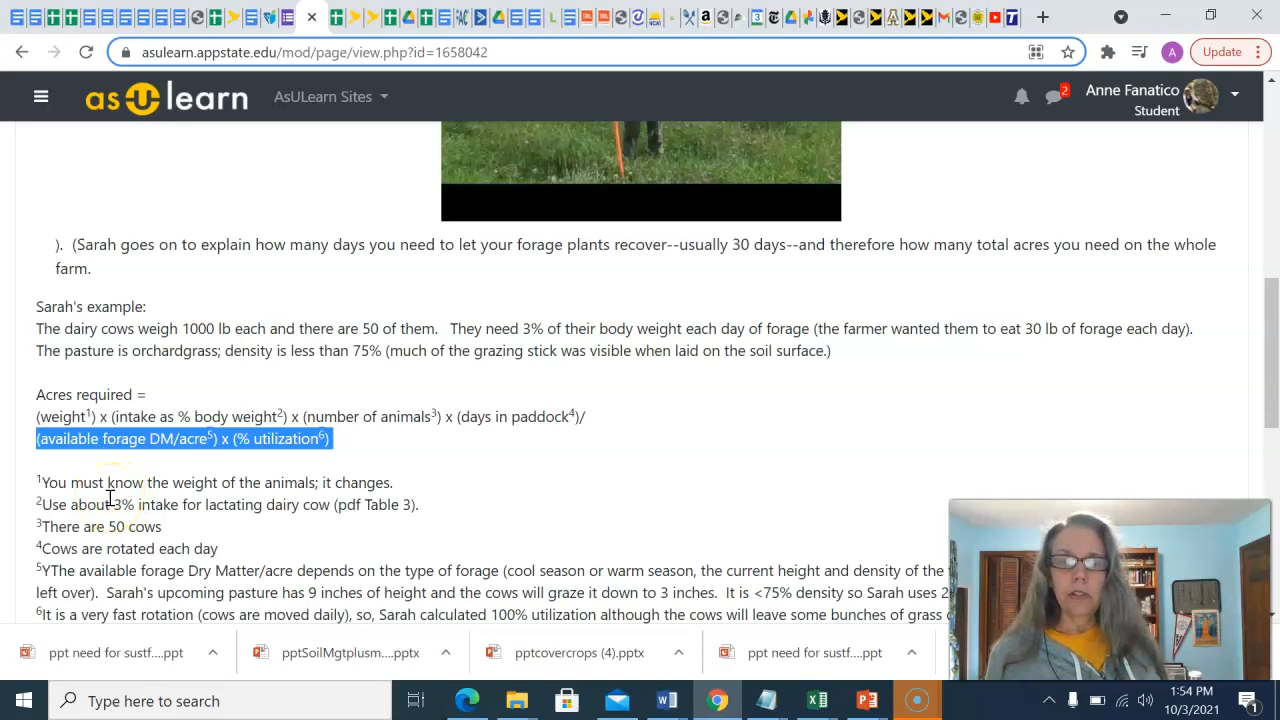 asulearn.appstate.edu/mod/page/view.php?id=1658042
A
Update
asUlearn
AsULearn Sites
2
Anne Fanatico
Student
). (Sarah goes on to explain how many days you need to let your forage plants recover--usually 30 days--and therefore how many total acres you need on the whole
farm.
Sarah's example:
The dairy cows weigh 1000 lb each and there are 50 of them. They need 3% of their body weight each day of forage (the farmer wanted them to eat 30 lb of forage each day).
The pasture is orchardgrass; density is less than 75% (much of the grazing stick was visible when laid on the soil surface.)
Acres required =
(weight¹) x (intake as % body weight²) x (number of animals³) x (days in paddock⁴)/
(available forage DM/acre⁵) x (% utilization⁶)
¹You must know the weight of the animals; it changes.
²Use about 3% intake for lactating dairy cow (pdf Table 3).
³There are 50 cows
⁴Cows are rotated each day
⁵YThe available forage Dry Matter/acre depends on the type of forage (cool season or warm season, the current height and density of the
left over). Sarah's upcoming pasture has 9 inches of height and the cows will graze it down to 3 inches. It is <75% density so Sarah uses 2
⁶It is a very fast rotation (cows are moved daily), so, Sarah calculated 100% utilization although the cows will leave some bunches of grass
ppt need for sustf....ppt
pptSoilMgtplusm....pptx
pptcovercrops (4).pptx
ppt need for sustf....ppt
Type here to search
1:54 PM
10/3/2021
1